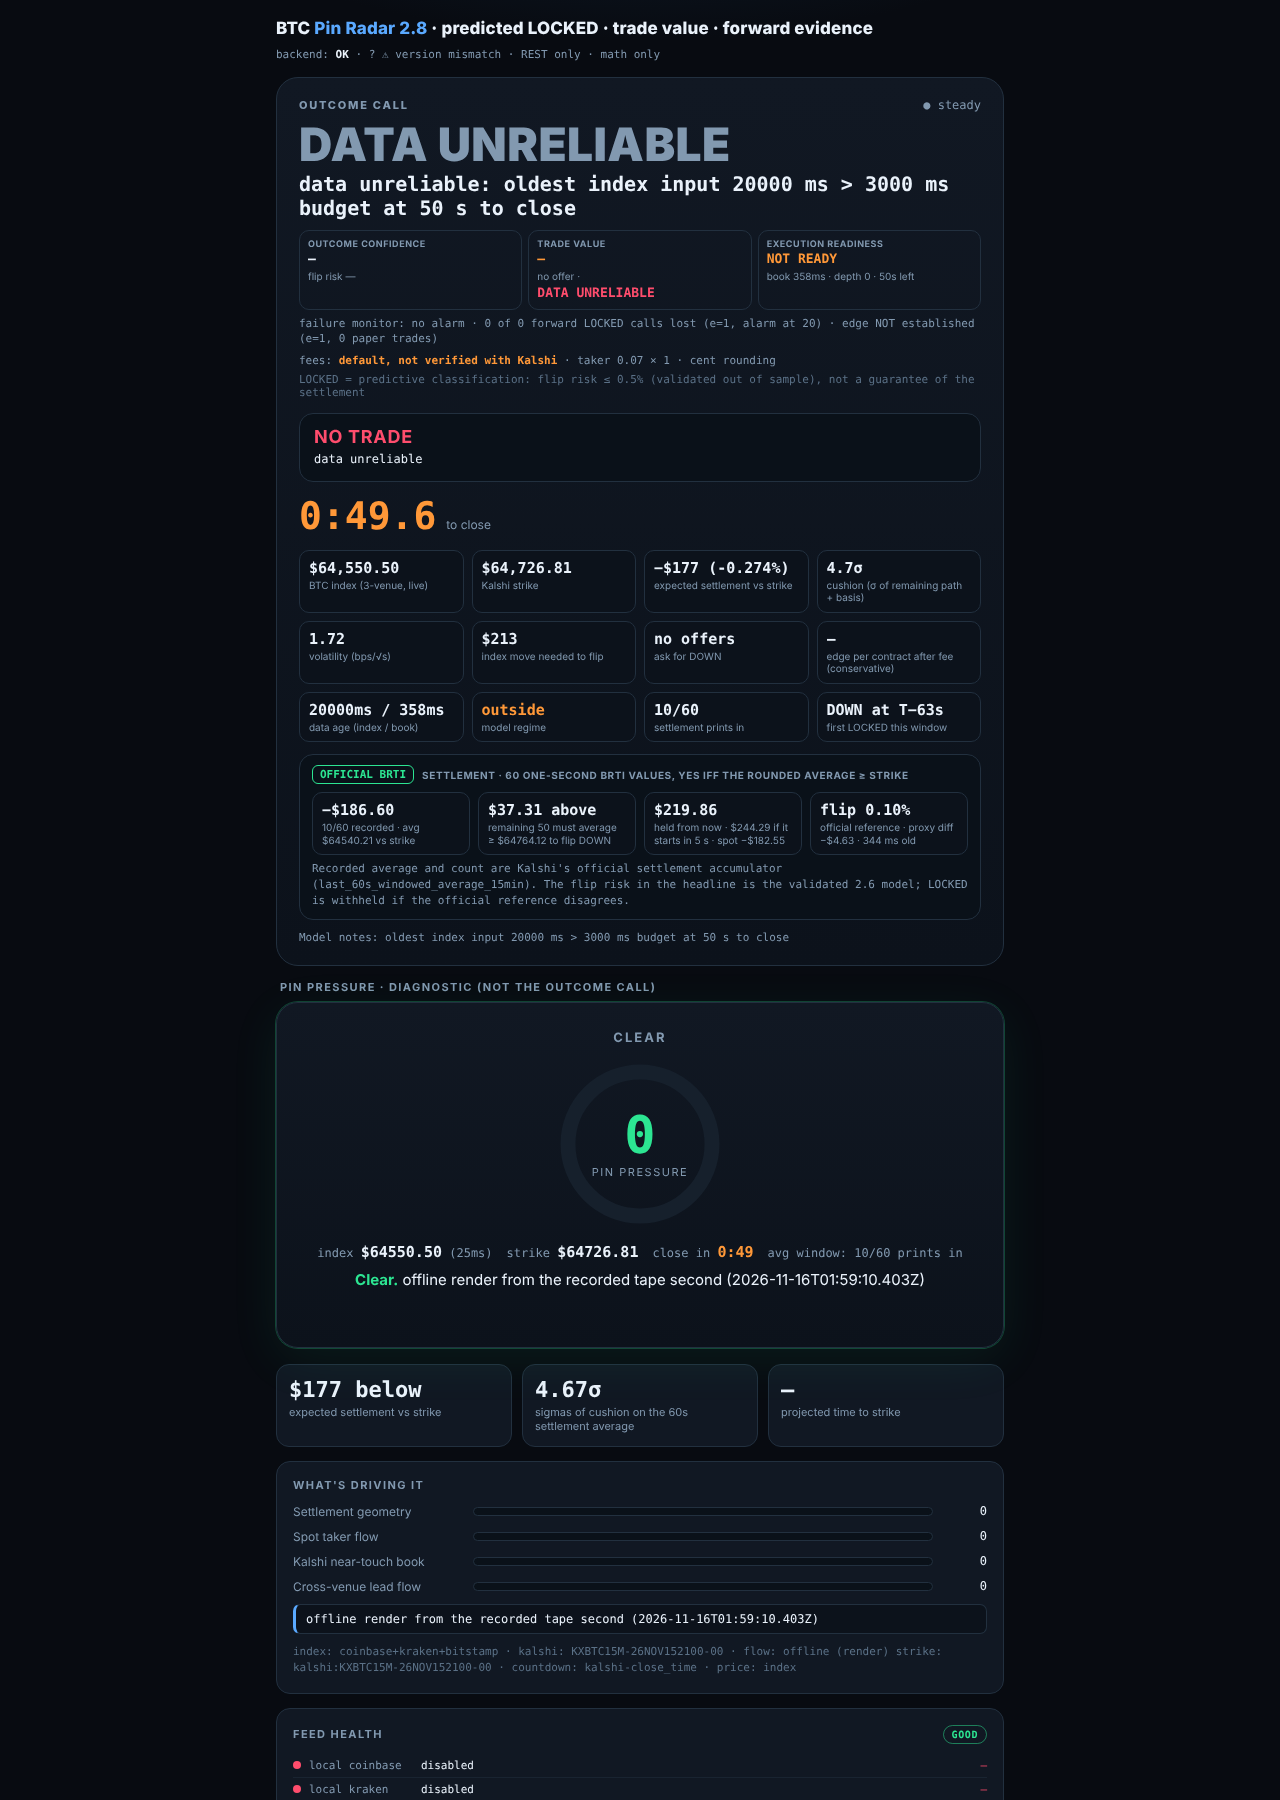 BTC Pin Radar 2.8 · predicted LOCKED · trade value · forward evidence
backend: OK · ? ⚠ version mismatch · REST only · math only
OUTCOME CALL
● steady
DATA UNRELIABLE
data unreliable: oldest index input 20000 ms > 3000 ms
budget at 50 s to close
OUTCOME CONFIDENCE
—
flip risk —
TRADE VALUE
—
no offer ·
DATA UNRELIABLE
EXECUTION READINESS
NOT READY
book 358ms · depth 0 · 50s left
failure monitor: no alarm · 0 of 0 forward LOCKED calls lost (e=1, alarm at 20) · edge NOT established
(e=1, 0 paper trades)
fees: default, not verified with Kalshi · taker 0.07 × 1 · cent rounding
LOCKED = predictive classification: flip risk ≤ 0.5% (validated out of sample), not a guarantee of the
settlement
NO TRADE
data unreliable
0:49.6 to close
$64,550.50
BTC index (3-venue, live)
$64,726.81
Kalshi strike
−$177 (-0.274%)
expected settlement vs strike
4.7σ
cushion (σ of remaining path
+ basis)
1.72
volatility (bps/√s)
$213
index move needed to flip
no offers
ask for DOWN
—
edge per contract after fee
(conservative)
20000ms / 358ms
data age (index / book)
outside
model regime
10/60
settlement prints in
DOWN at T−63s
first LOCKED this window
OFFICIAL BRTI SETTLEMENT · 60 ONE-SECOND BRTI VALUES, YES IFF THE ROUNDED AVERAGE ≥ STRIKE
−$186.60
10/60 recorded · avg
$64540.21 vs strike
$37.31 above
remaining 50 must average
≥ $64764.12 to flip DOWN
$219.86
held from now · $244.29 if it
starts in 5 s · spot −$182.55
flip 0.10%
official reference · proxy diff
−$4.63 · 344 ms old
Recorded average and count are Kalshi's official settlement accumulator
(last_60s_windowed_average_15min). The flip risk in the headline is the validated 2.6 model; LOCKED
is withheld if the official reference disagrees.
Model notes: oldest index input 20000 ms > 3000 ms budget at 50 s to close
PIN PRESSURE · DIAGNOSTIC (NOT THE OUTCOME CALL)
CLEAR
0
PIN PRESSURE
index $64550.50 (25ms) strike $64726.81 close in 0:49 avg window: 10/60 prints in
Clear. offline render from the recorded tape second (2026-11-16T01:59:10.403Z)
$177 below
expected settlement vs strike
4.67σ
sigmas of cushion on the 60s
settlement average
—
projected time to strike
WHAT'S DRIVING IT
Settlement geometry 0
Spot taker flow 0
Kalshi near-touch book 0
Cross-venue lead flow 0
offline render from the recorded tape second (2026-11-16T01:59:10.403Z)
index: coinbase+kraken+bitstamp · kalshi: KXBTC15M-26NOV152100-00 · flow: offline (render) strike:
kalshi:KXBTC15M-26NOV152100-00 · countdown: kalshi-close_time · price: index
FEED HEALTH
GOOD
local coinbase disabled —
local kraken disabled —